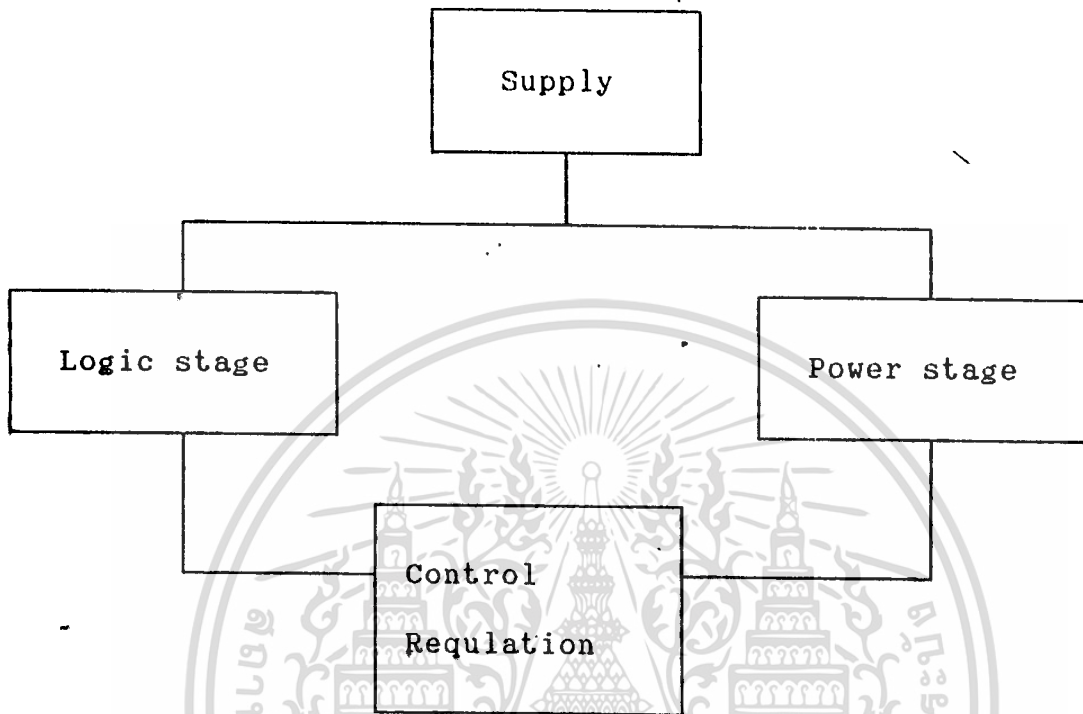 Supply
Logic stage
Power stage
Control
Requlation